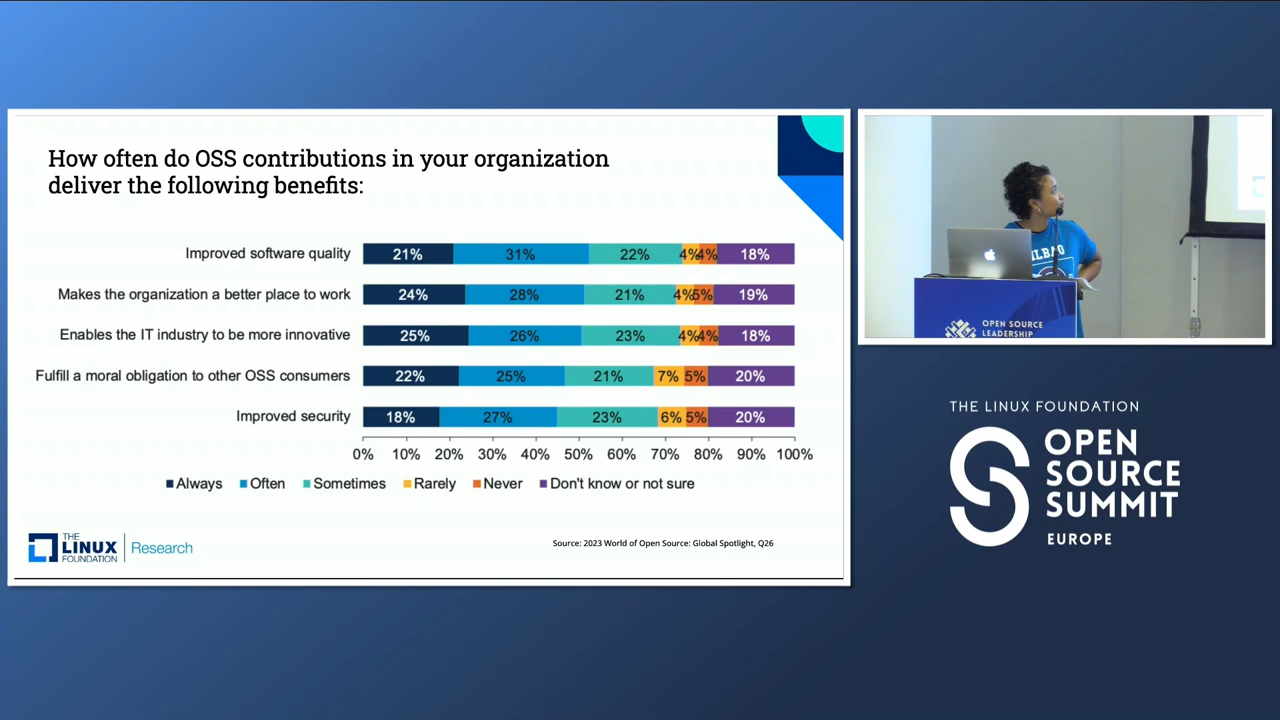 How often do OSS contributions in your organization
deliver the following benefits:
Improved software quality 21% 31% 22% 4% 4% 18%
Makes the organization a better place to work 24% 28% 21% 4% 5% 19%
Enables the IT industry to be more innovative 25% 26% 23% 4% 4% 18%
Fulfill a moral obligation to other OSS consumers 22% 25% 21% 7% 5% 20%
Improved security 18% 27% 23% 6% 5% 20%
0% 10% 20% 30% 40% 50% 60% 70% 80% 90% 100%
Always Often Sometimes Rarely Never Don't know or not sure
THE
LINUX
FOUNDATION
Research
Source: 2023 World of Open Source: Global Spotlight, Q26
OPEN SOURCE
LEADERSHIP
THE LINUX FOUNDATION
OPEN
SOURCE
SUMMIT
EUROPE